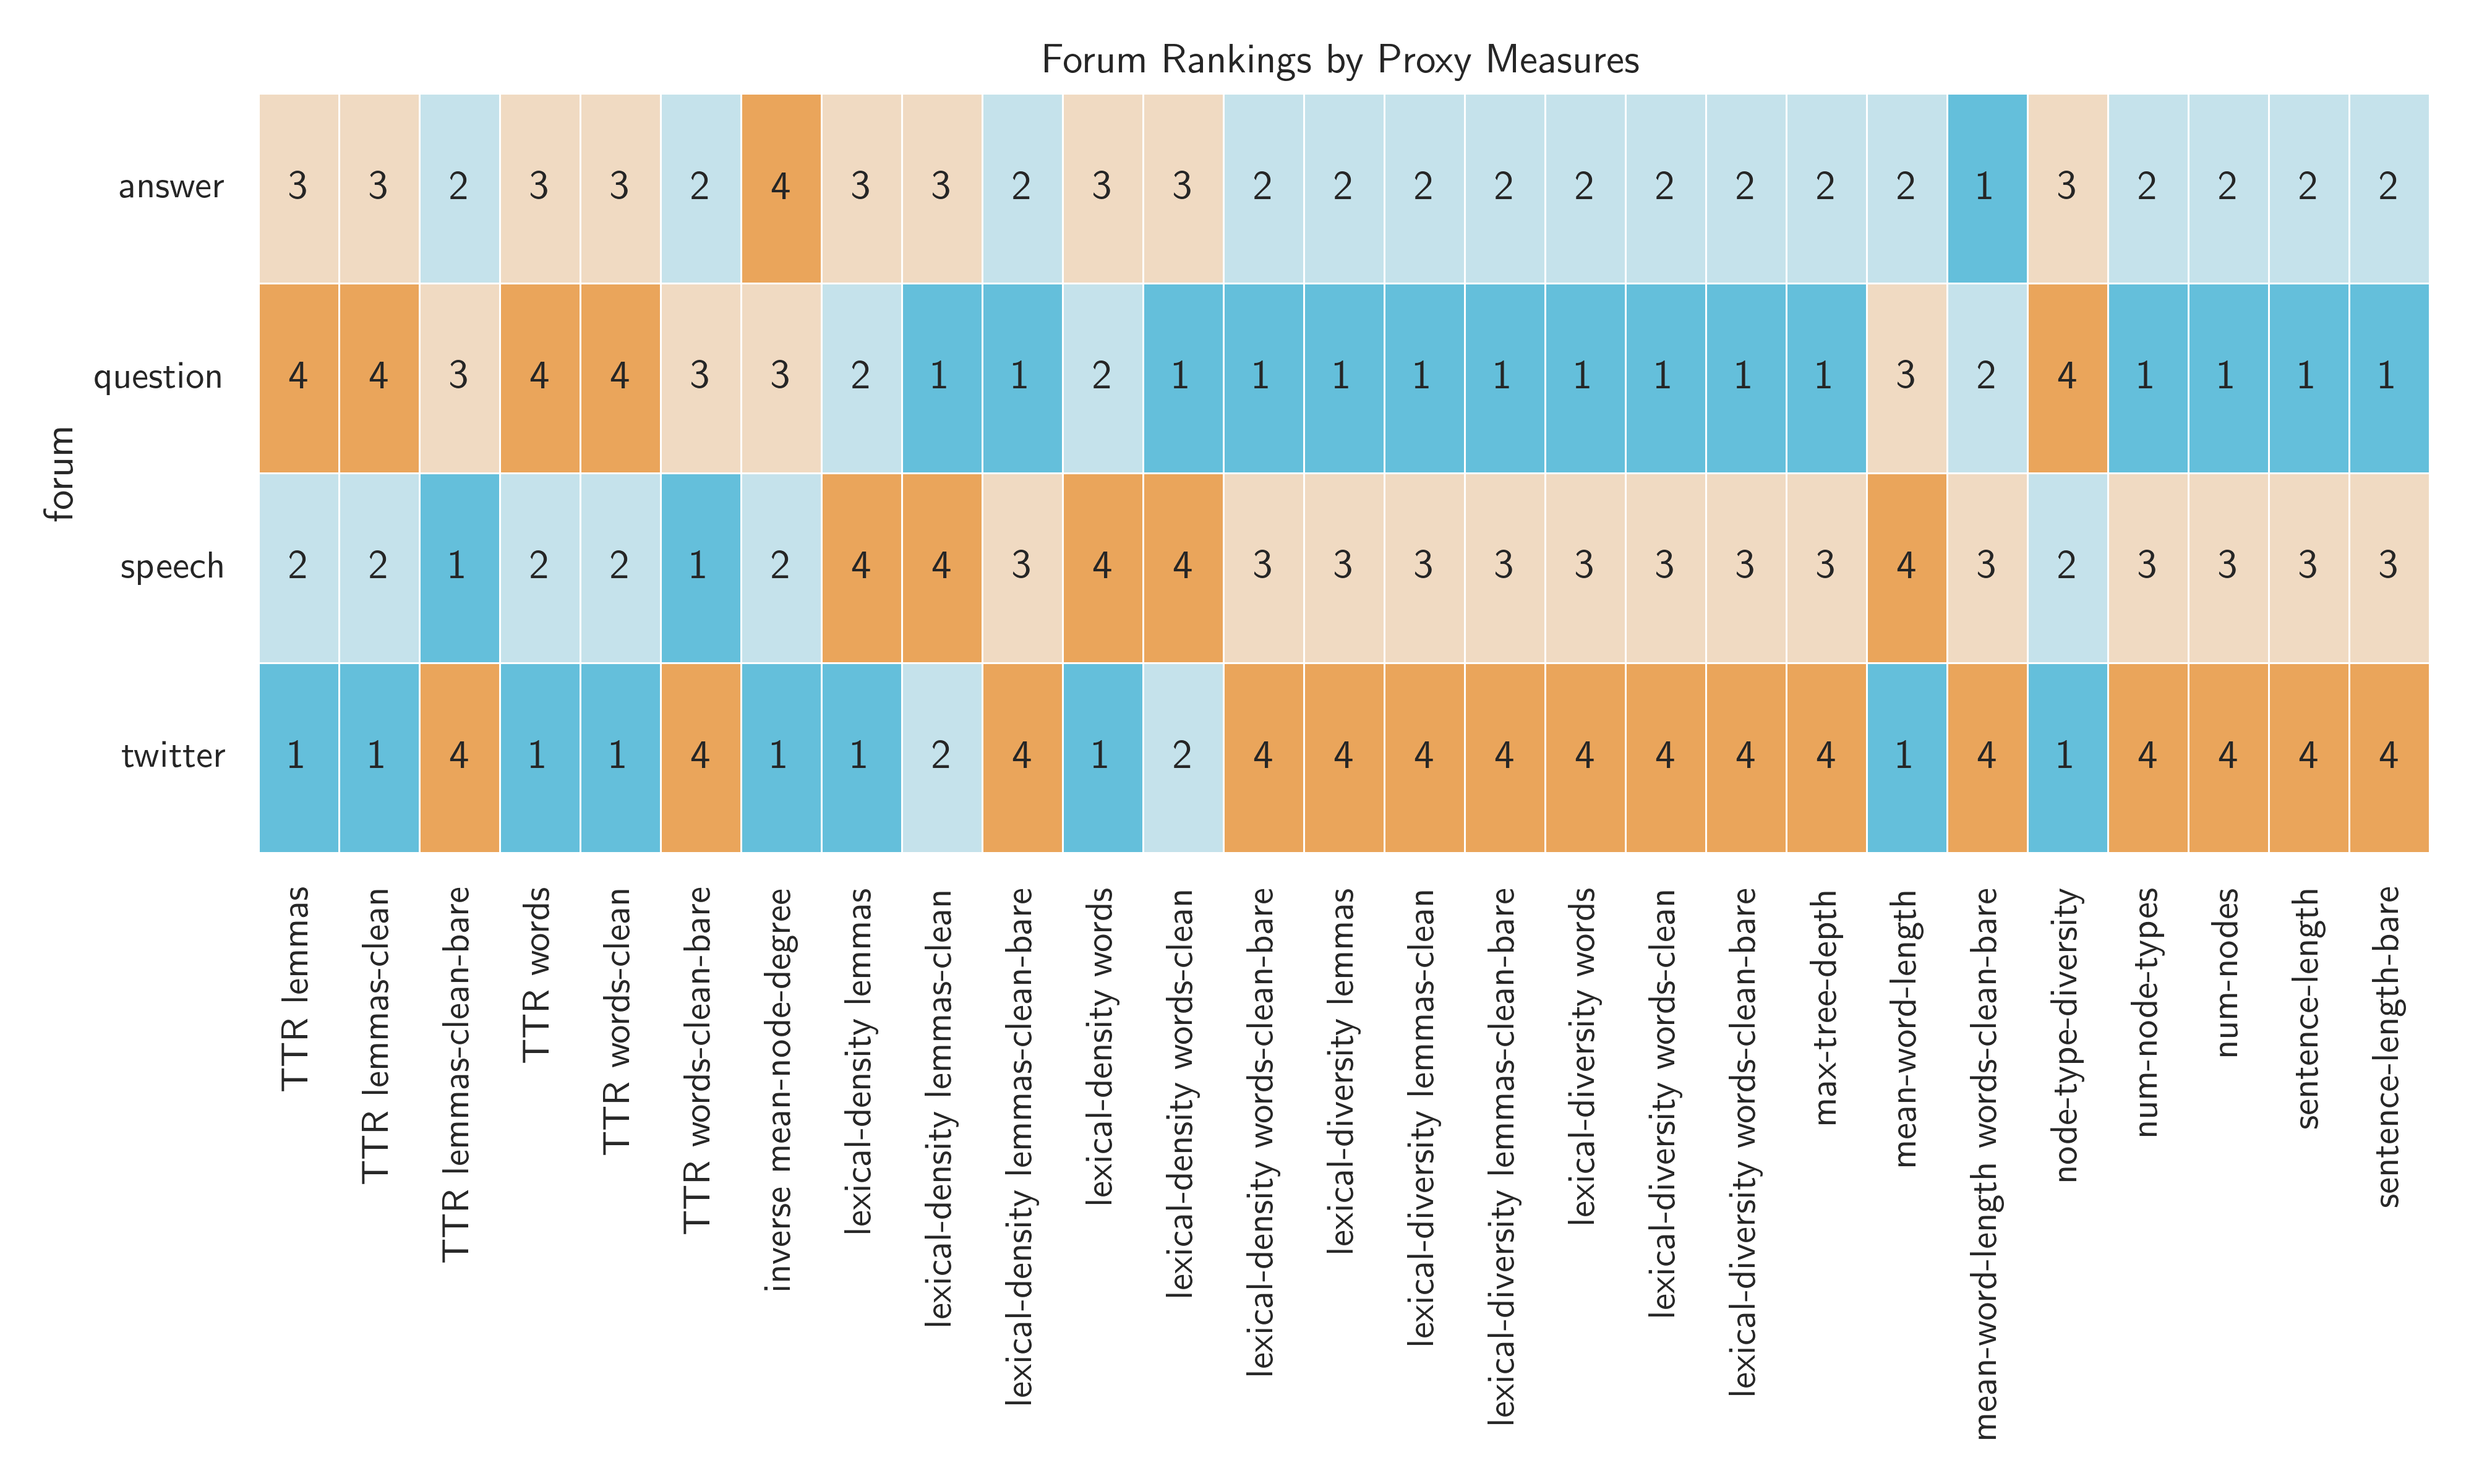 Forum Rankings by Proxy Measures
forum
answer 3 3 2 3 3 2 4 3 3 2 3 3 2 2 2 2 2 2 2 2 2 1 3 2 2 2 2
question 4 4 3 4 4 3 3 2 1 1 2 1 1 1 1 1 1 1 1 1 3 2 4 1 1 1 1
speech 2 2 1 2 2 1 2 4 4 3 4 4 3 3 3 3 3 3 3 3 4 3 2 3 3 3 3
twitter 1 1 4 1 1 4 1 1 2 4 1 2 4 4 4 4 4 4 4 4 1 4 1 4 4 4 4
TTR lemmas
TTR lemmas-clean
TTR lemmas-clean-bare
TTR words
TTR words-clean
TTR words-clean-bare
inverse mean-node-degree
lexical-density lemmas
lexical-density lemmas-clean
lexical-density lemmas-clean-bare
lexical-density words
lexical-density words-clean
lexical-density words-clean-bare
lexical-diversity lemmas
lexical-diversity lemmas-clean
lexical-diversity lemmas-clean-bare
lexical-diversity words
lexical-diversity words-clean
lexical-diversity words-clean-bare
max-tree-depth
mean-word-length
mean-word-length words-clean-bare
node-type-diversity
num-node-types
num-nodes
sentence-length
sentence-length-bare